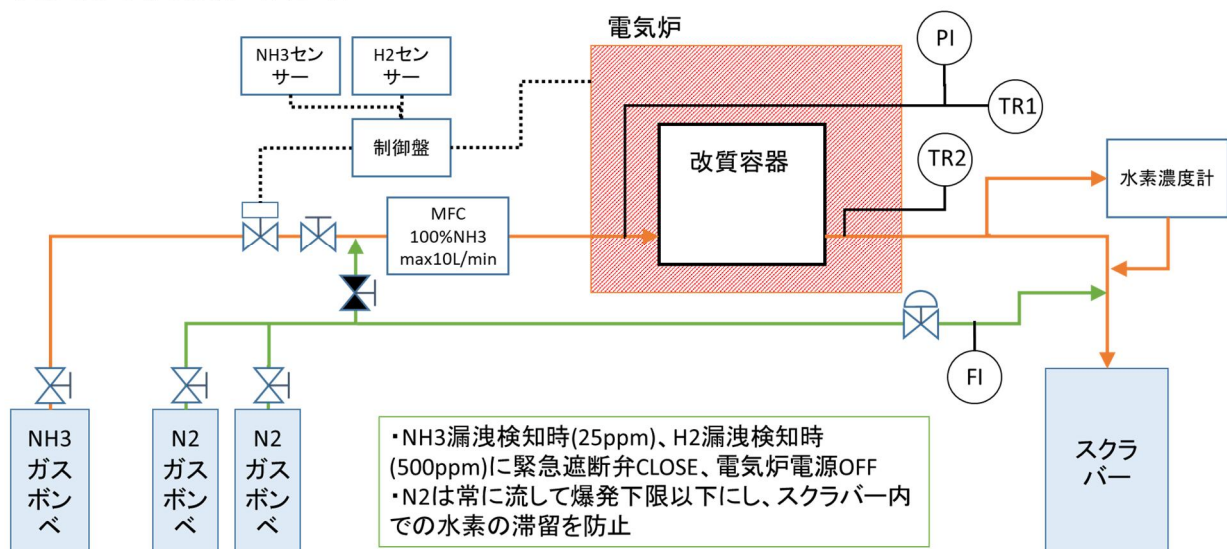 電気炉
PI
NH3セン
サー
H2セン
サー
TR1
制御盤
改質容器
TR2
水素濃度計
MFC
100%NH3
max10L/min
FI
NH3
ガス
ボン
ベ
N2
ガス
ボン
ベ
N2
ガス
ボン
ベ
・NH3漏洩検知時(25ppm)、H2漏洩検知時
(500ppm)に緊急遮断弁CLOSE、電気炉電源OFF
・N2は常に流して爆発下限以下にし、スクラバー内
での水素の滞留を防止
スクラ
バー